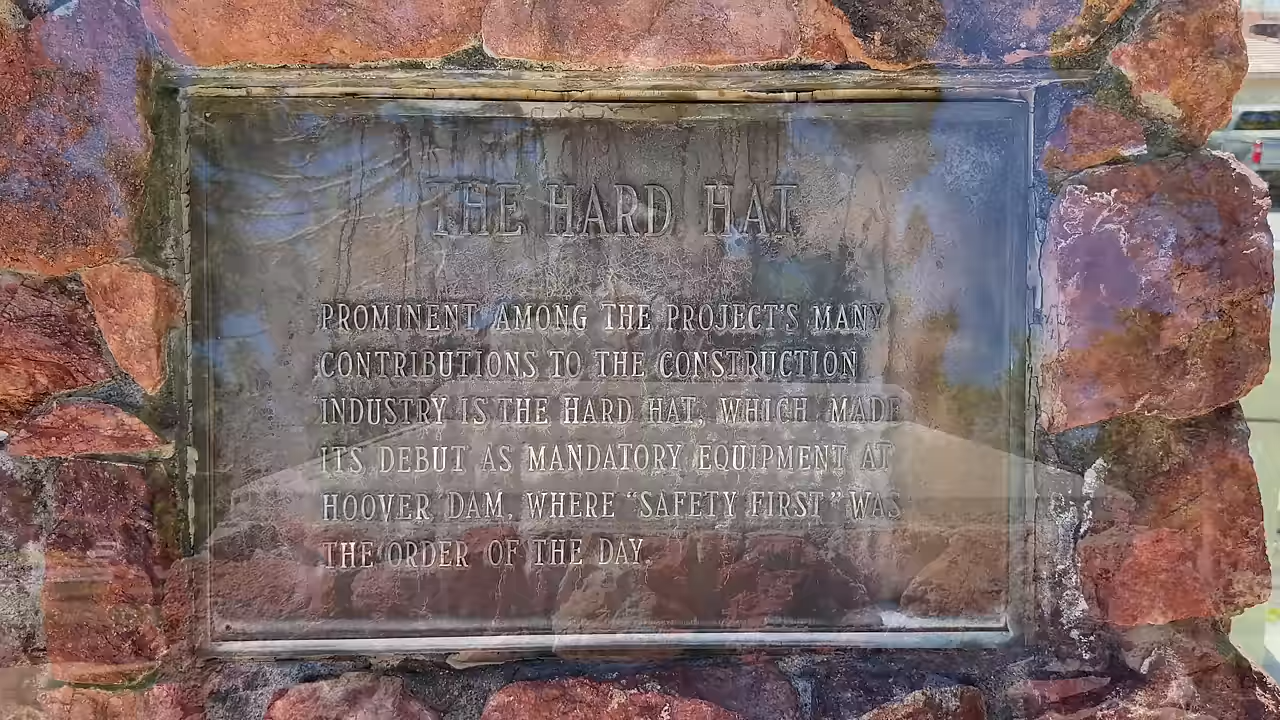 THE HARD HAT
PROMINENT AMONG THE PROJECT'S MANY
CONTRIBUTIONS TO THE CONSTRUCTION
INDUSTRY IS THE HARD HAT, WHICH MADE
ITS DEBUT AS MANDATORY EQUIPMENT AT
HOOVER DAM, WHERE "SAFETY FIRST" WAS
THE ORDER OF THE DAY.